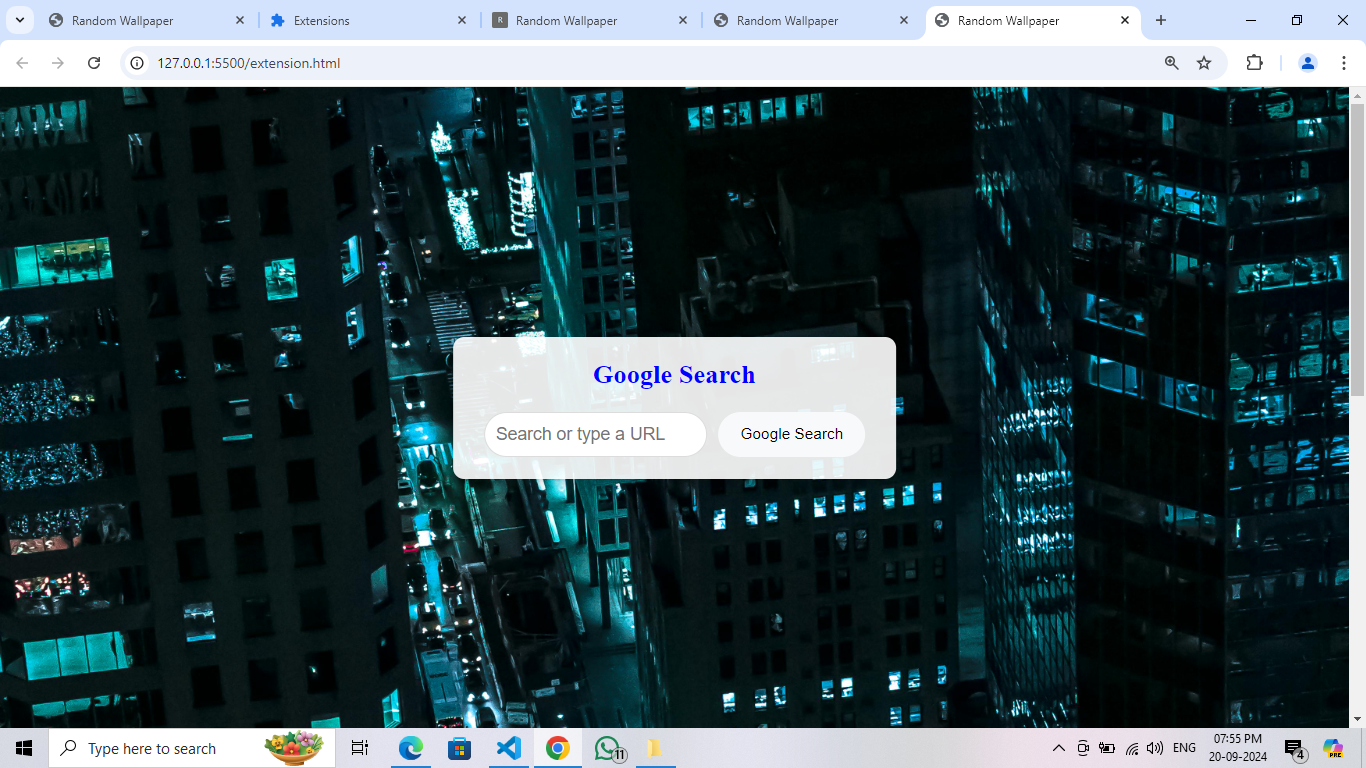 Random Wallpaper
Extensions
R
Random Wallpaper
Random Wallpaper
Random Wallpaper
127.0.0.1:5500/extension.html
Google Search
Search or type a URL
Google Search
Type here to search
11
ENG
07:55 PM
20-09-2024
4
PRE